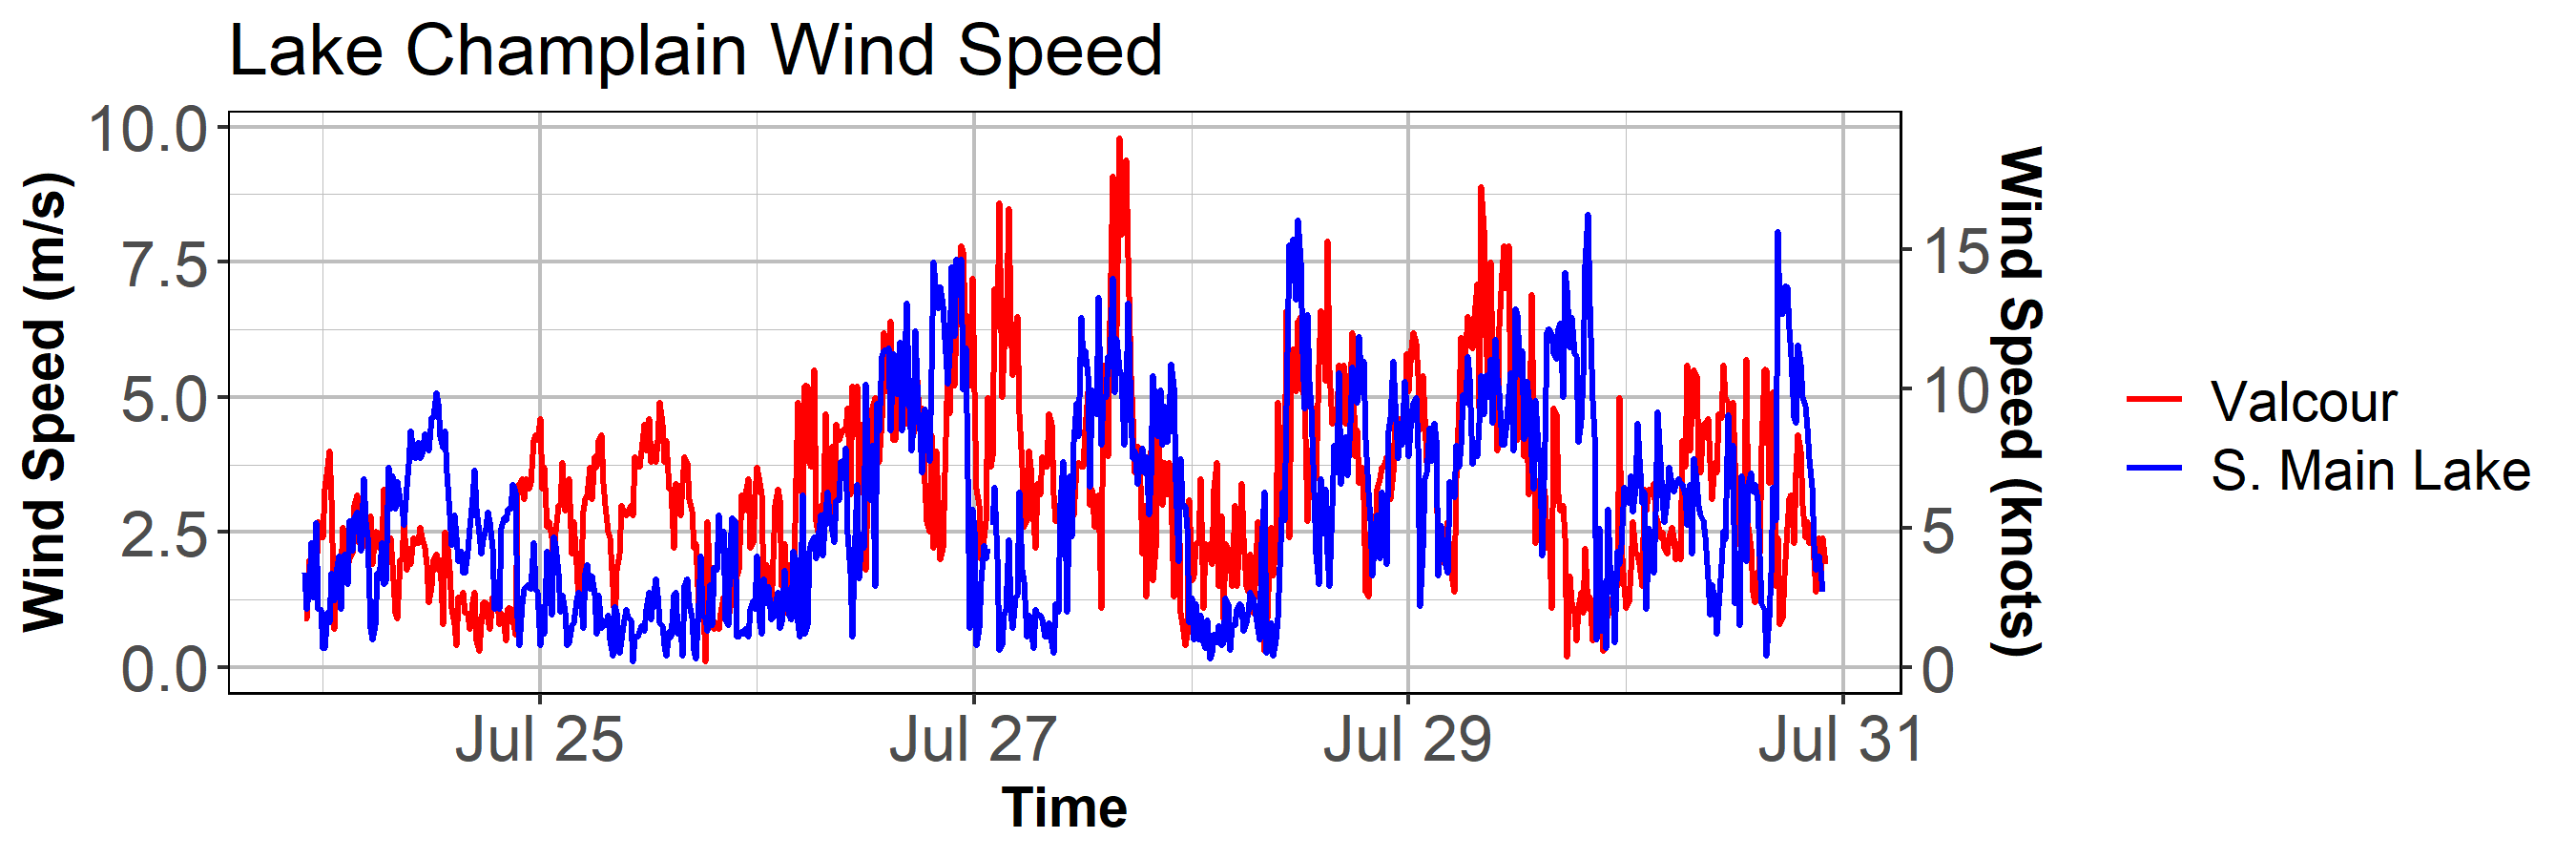 Lake Champlain Wind Speed
Wind Speed (m/s)
10.0
7.5
5.0
2.5
0.0
Wind Speed (knots)
15
10
5
0
Jul 25
Jul 27
Jul 29
Jul 31
Time
Valcour
S. Main Lake